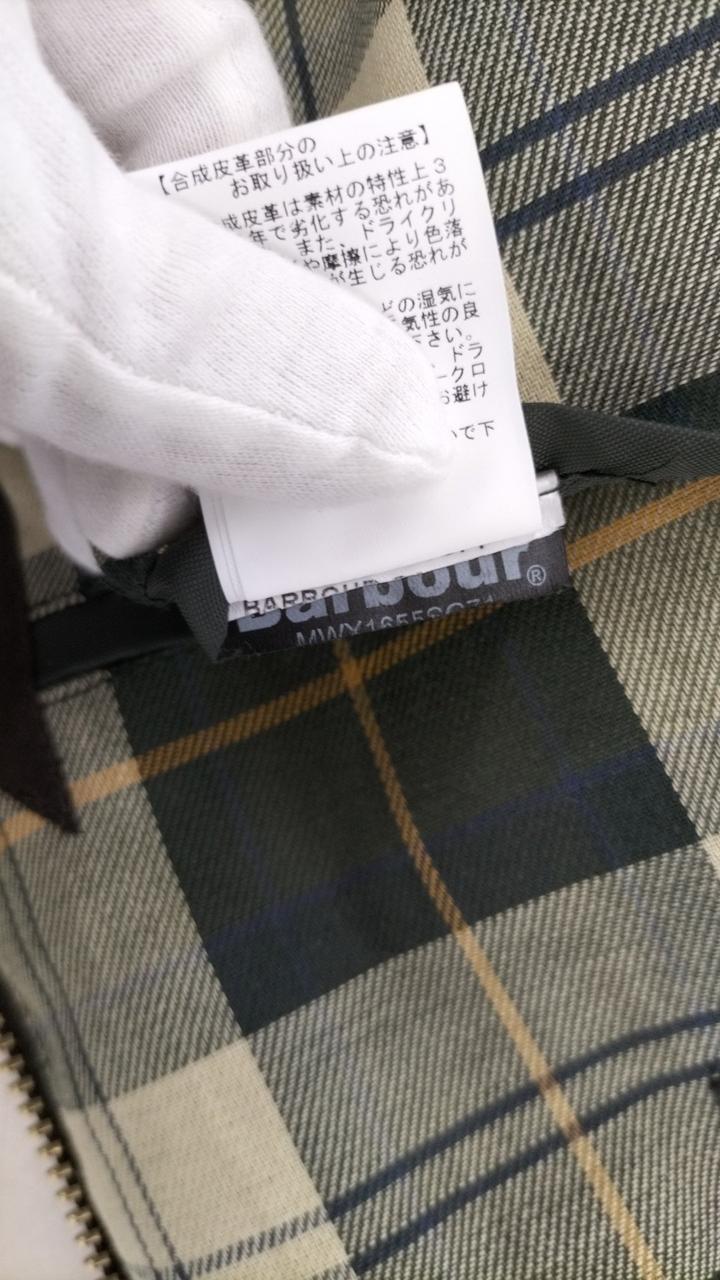 【合成皮革部分の
お取り扱い上の注意】
成皮革は素材の特性上3
年で劣化する恐れがあ
また、ドライクリ
や摩擦により色落
が生じる恐れが
どの湿気に
気性の良
さい。
ドラ
クロ
避け
いで下
Barbour®